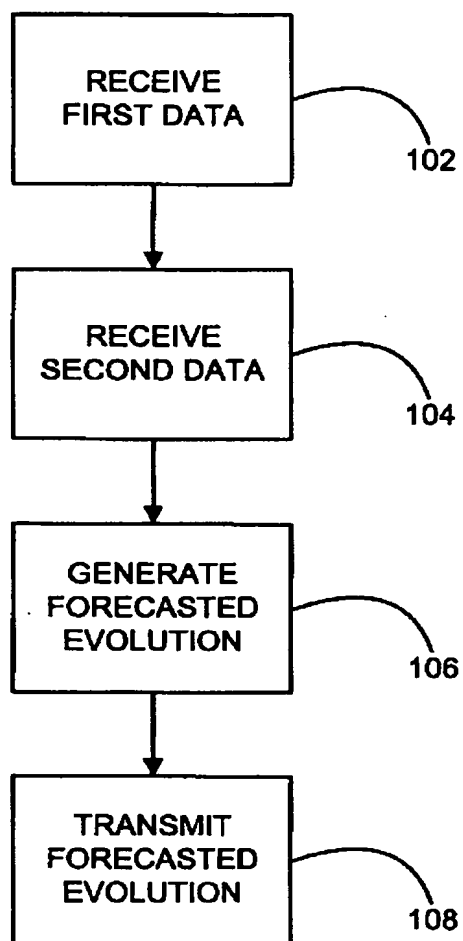 RECEIVE
FIRST DATA
102
RECEIVE
SECOND DATA
104
GENERATE
FORECASTED
EVOLUTION
106
TRANSMIT
FORECASTED
EVOLUTION
108